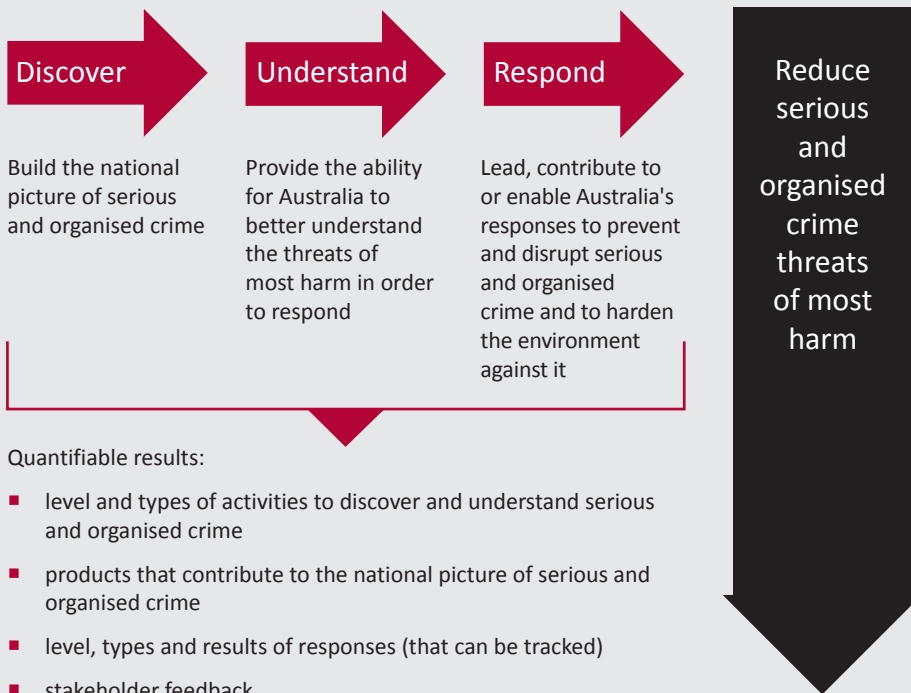 Discover
Build the national
picture of serious
and organised crime
Understand
Provide the ability
for Australia to
better understand
the threats of
most harm in order
to respond
Respond
Lead, contribute to
or enable Australia's
responses to prevent
and disrupt serious
and organised
crime and to harden
the environment
against it
Reduce
serious
and
organised
crime
threats
of most
harm
Quantifiable results:
■ level and types of activities to discover and understand serious
and organised crime
■ products that contribute to the national picture of serious and
organised crime
■ level, types and results of responses (that can be tracked)
■ stakeholder feedback